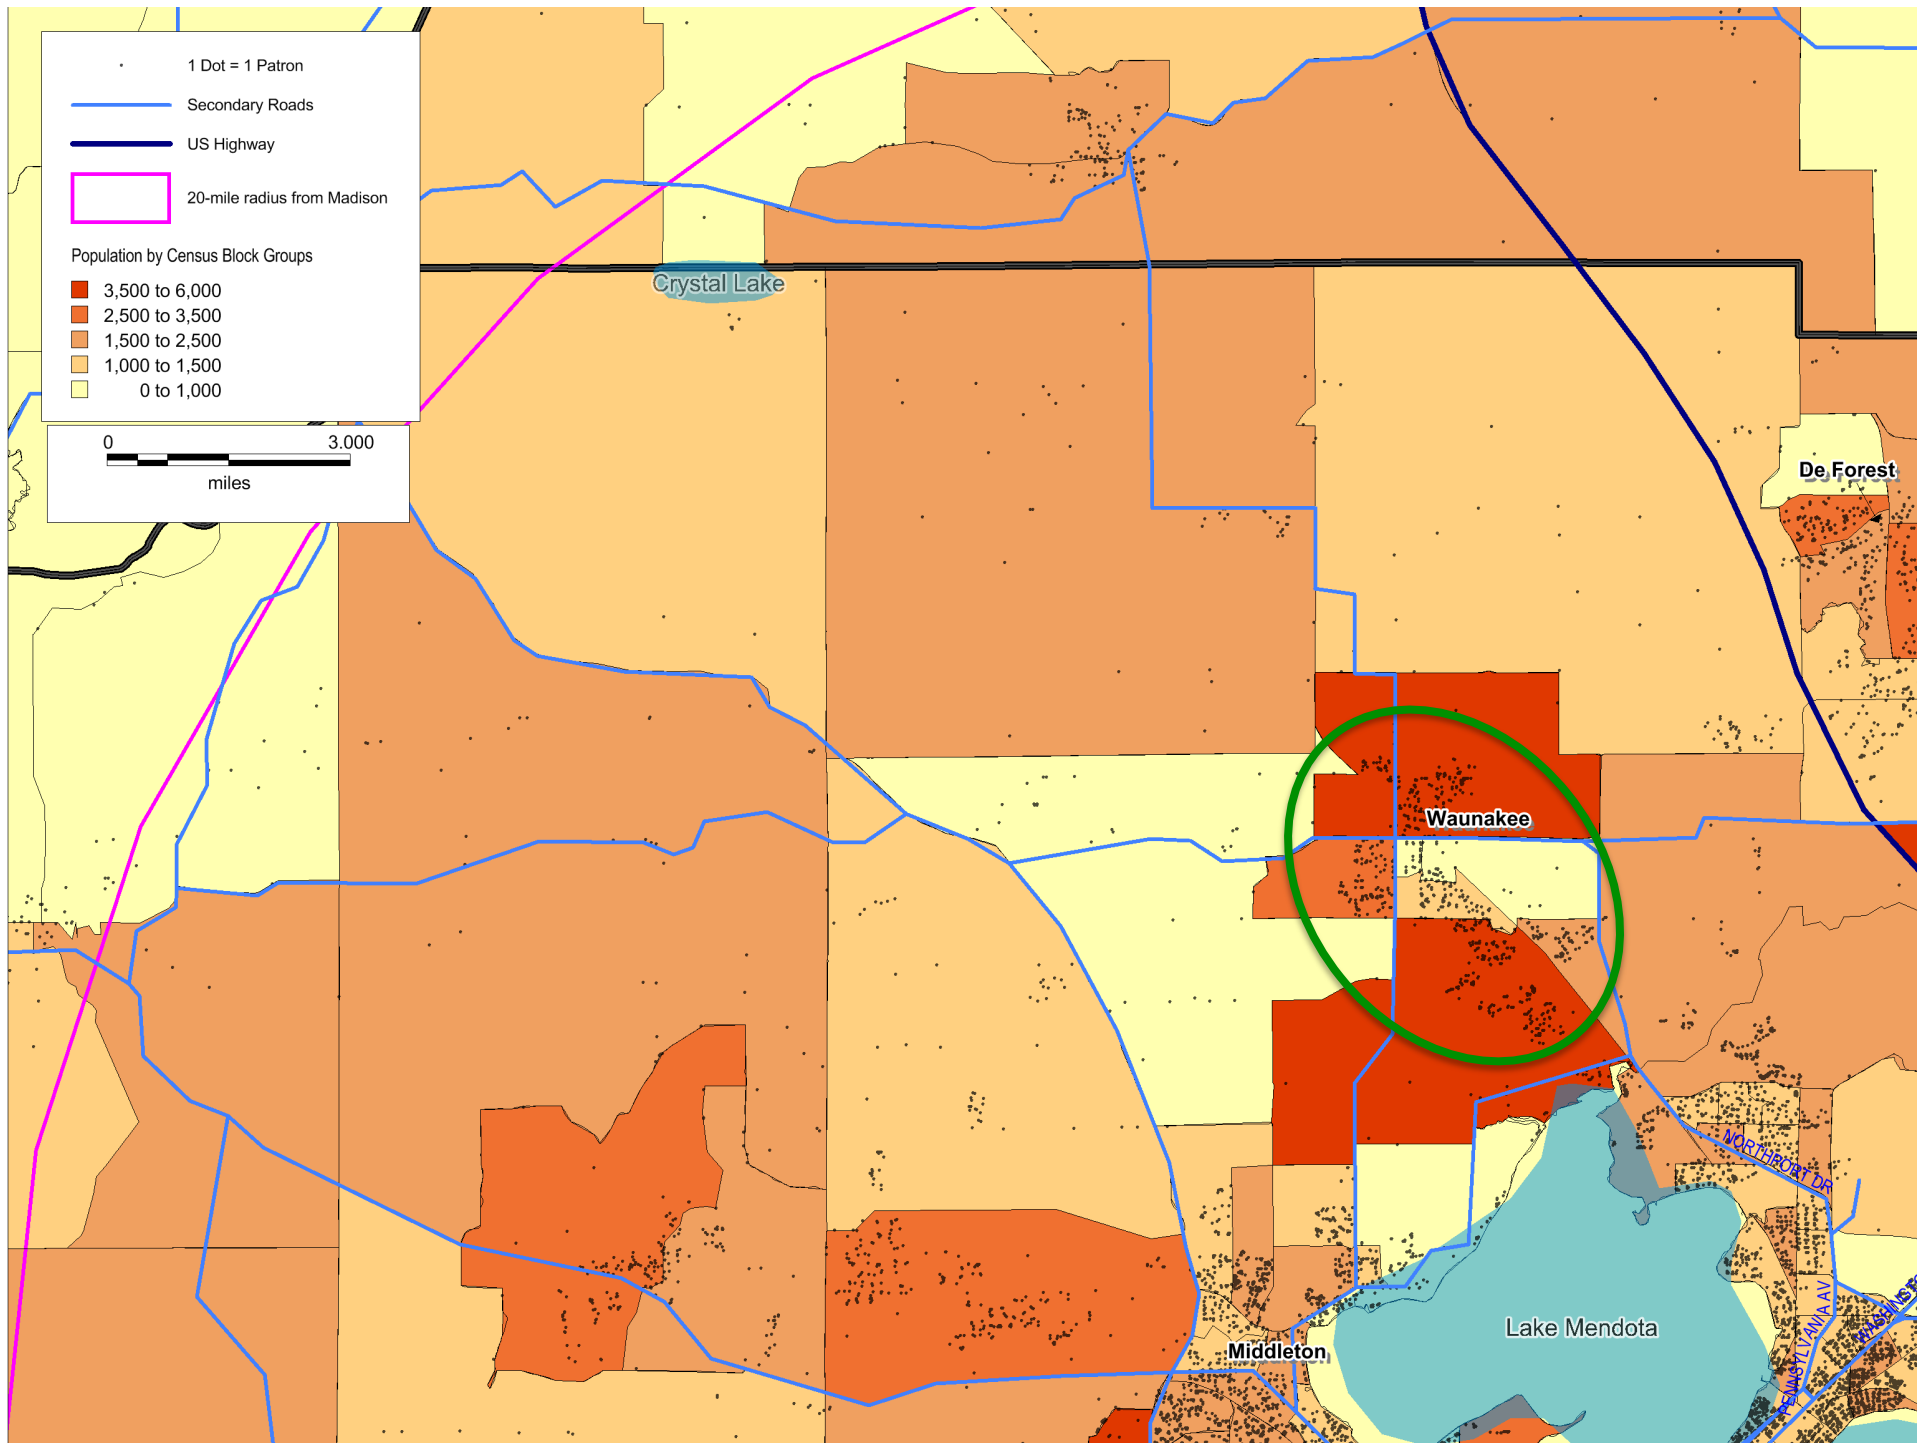 1 Dot = 1 Patron
Secondary Roads
US Highway
20-mile radius from Madison
Population by Census Block Groups
3,500 to 6,000
2,500 to 3,500
1,500 to 2,500
1,000 to 1,500
0 to 1,000
0 3.000
miles
Crystal Lake
De Forest
Waunakee
NORTHPORT DR
Lake Mendota
Middleton
PENNSYLVANIA AV